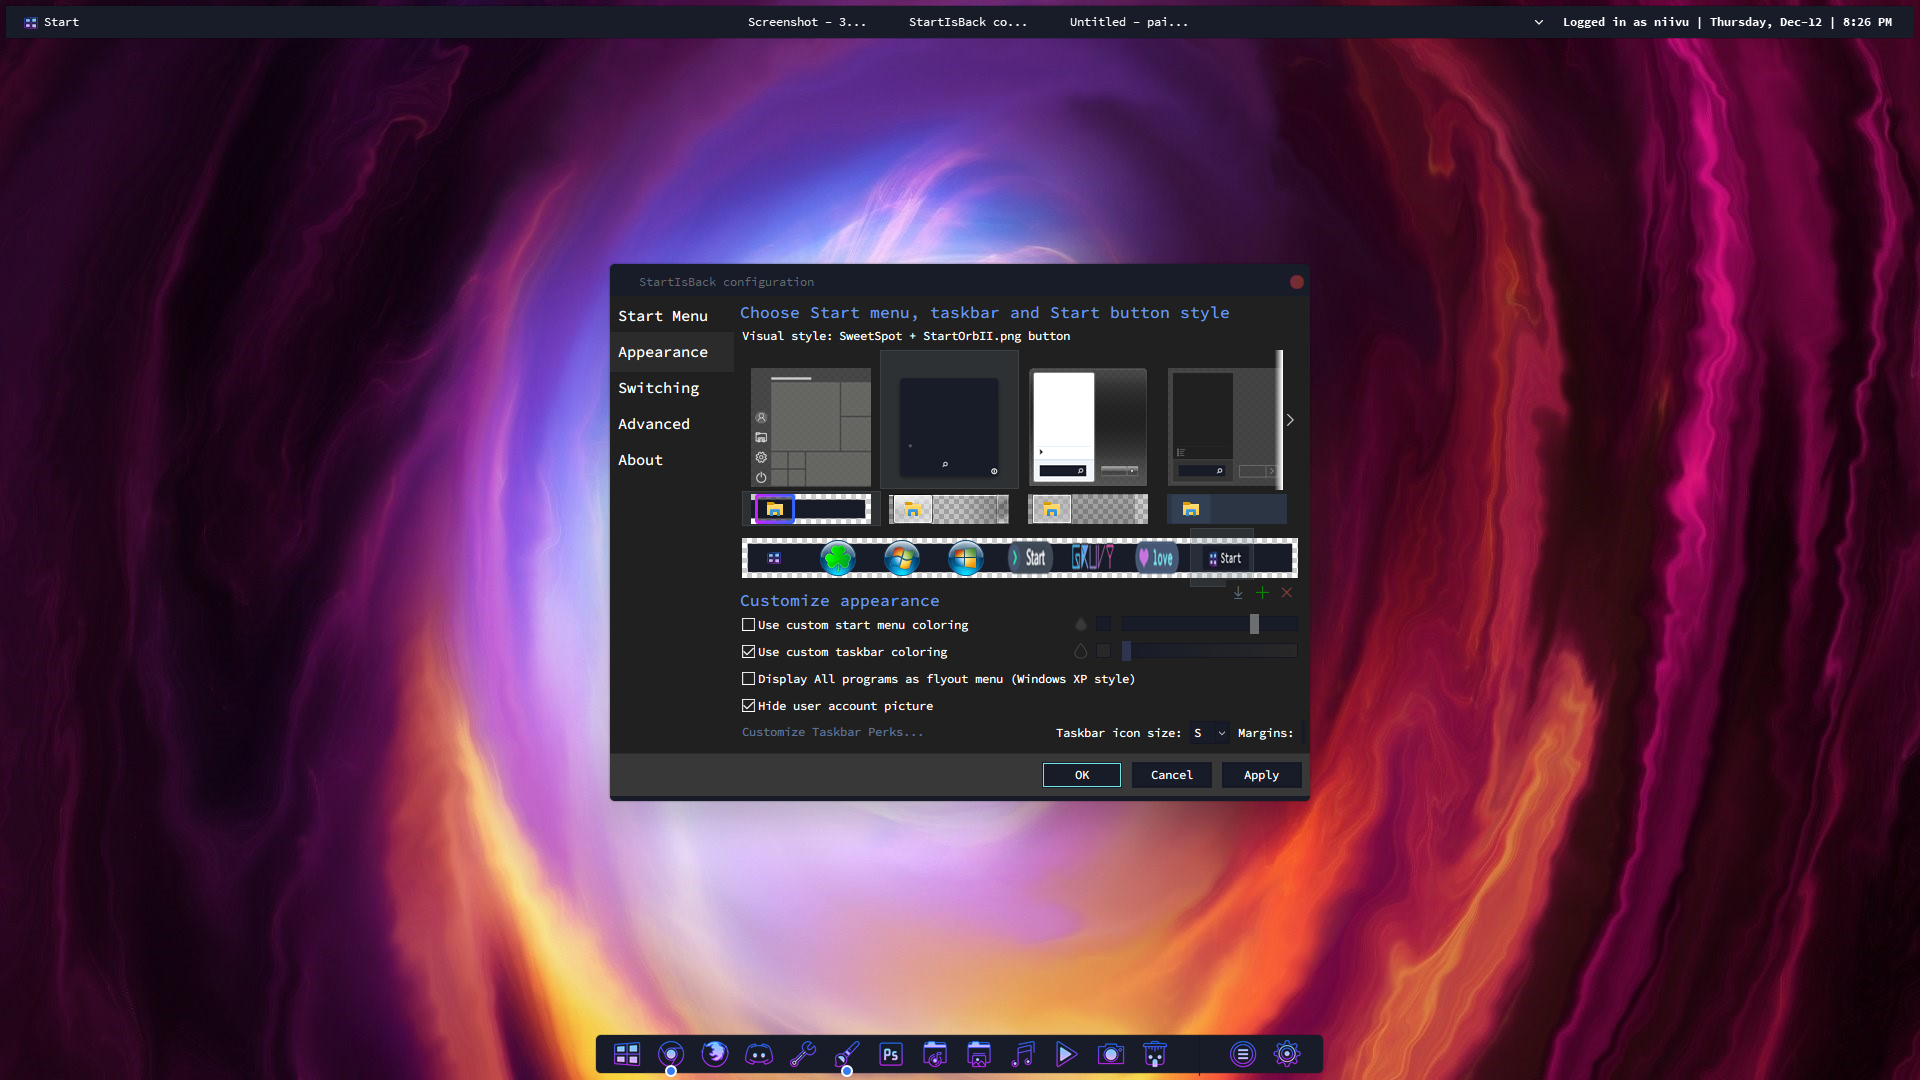 Start
Screenshot - 3...
StartIsBack co...
Untitled - pai...
Logged in as niivu | Thursday, Dec-12 | 8:26 PM
StartIsBack configuration
Start Menu
Appearance
Switching
Advanced
About
Choose Start menu, taskbar and Start button style
Visual style: SweetSpot + StartOrbII.png button
Start
love
Start
Customize appearance
Use custom start menu coloring
Use custom taskbar coloring
Display All programs as flyout menu (Windows XP style)
Hide user account picture
Customize Taskbar Perks...
Taskbar icon size: S
Margins:
OK
Cancel
Apply
Ps